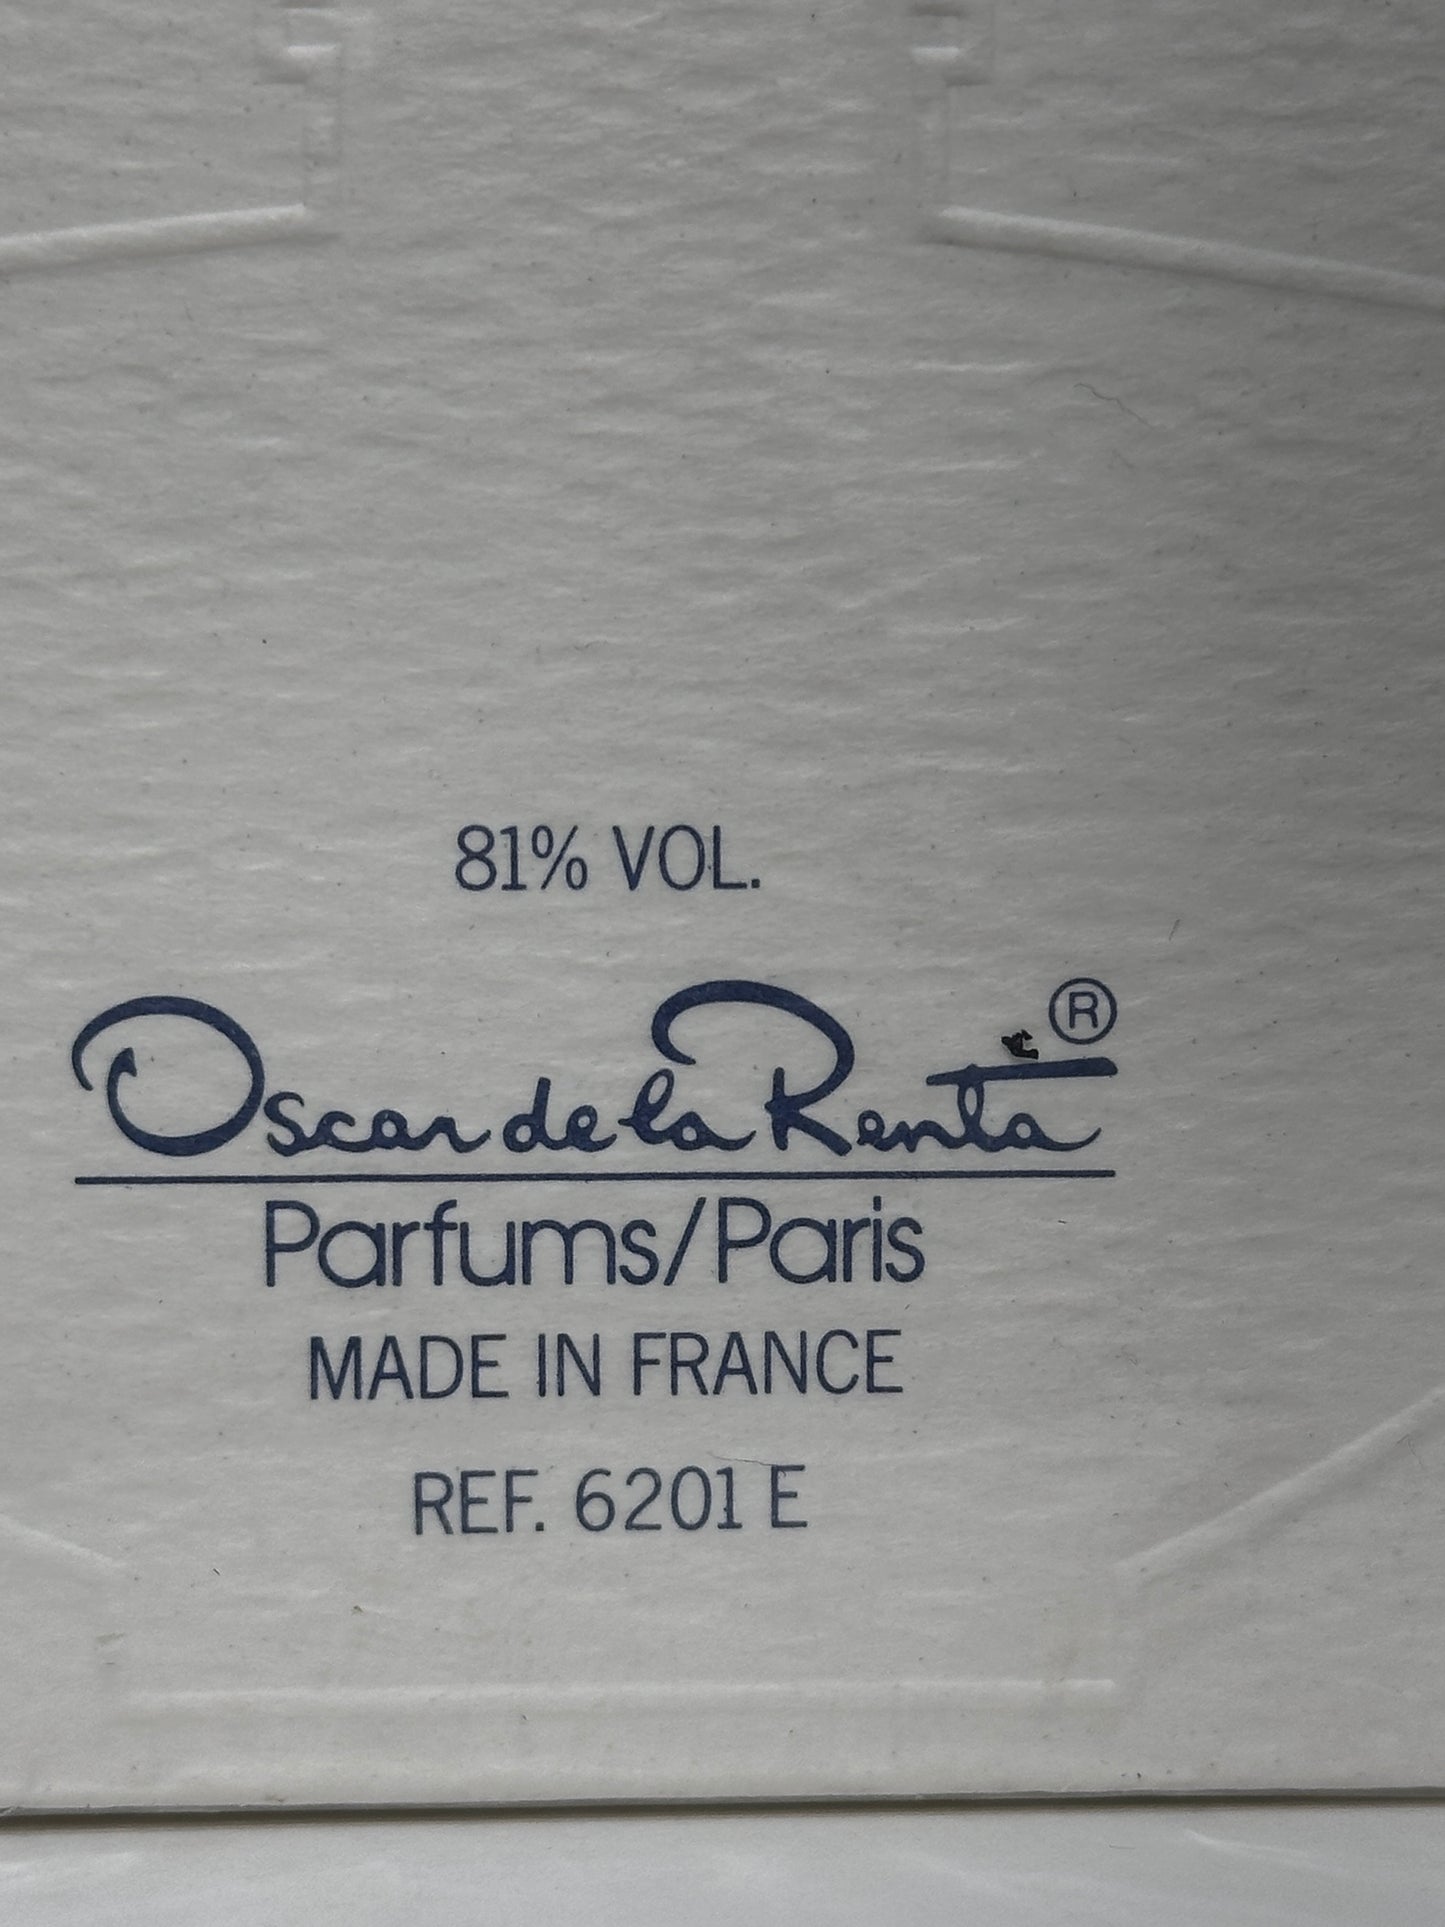 81% VOL.
Oscar de la Renta ®
Parfums/Paris
MADE IN FRANCE
REF. 6201 E